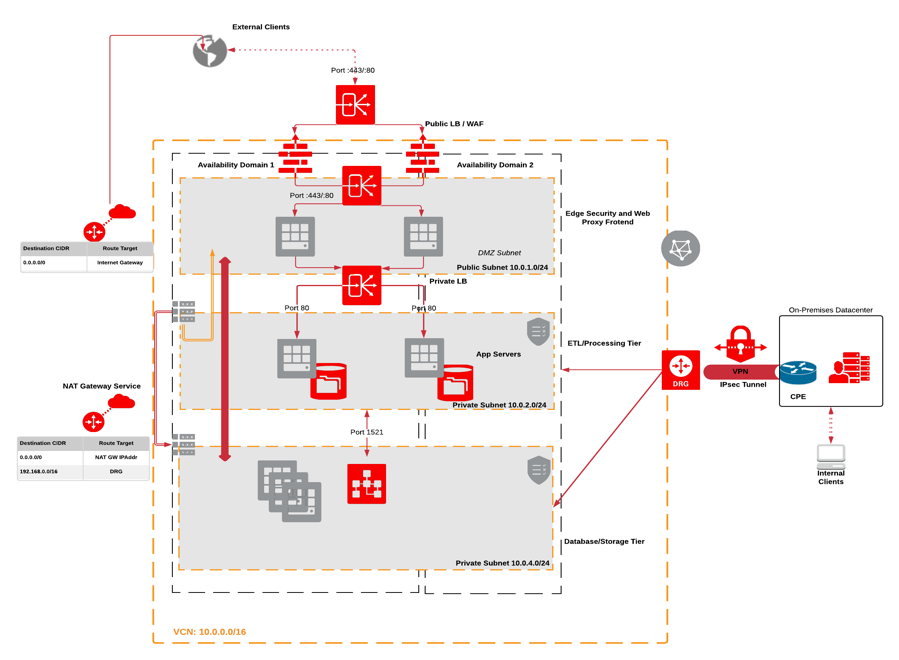 External Clients
Port :443/:80
Public LB / WAF
Availability Domain 1
Availability Domain 2
Port :443/:80
Edge Security and Web
Proxy Frotend
DMZ Subnet
Public Subnet 10.0.1.0/24
Destination CIDR Route Target
0.0.0.0/0 Internet Gateway
Private LB
Port 80
Port 80
On-Premises Datacenter
ETL/Processing Tier
App Servers
DRG
VPN
IPsec Tunnel
CPE
NAT Gateway Service
Private Subnet 10.0.2.0/24
Port 1521
Destination CIDR Route Target
0.0.0.0/0 NAT GW IPAddr
192.168.0.0/16 DRG
Internal
Clients
Database/Storage Tier
Private Subnet 10.0.4.0/24
VCN: 10.0.0.0/16